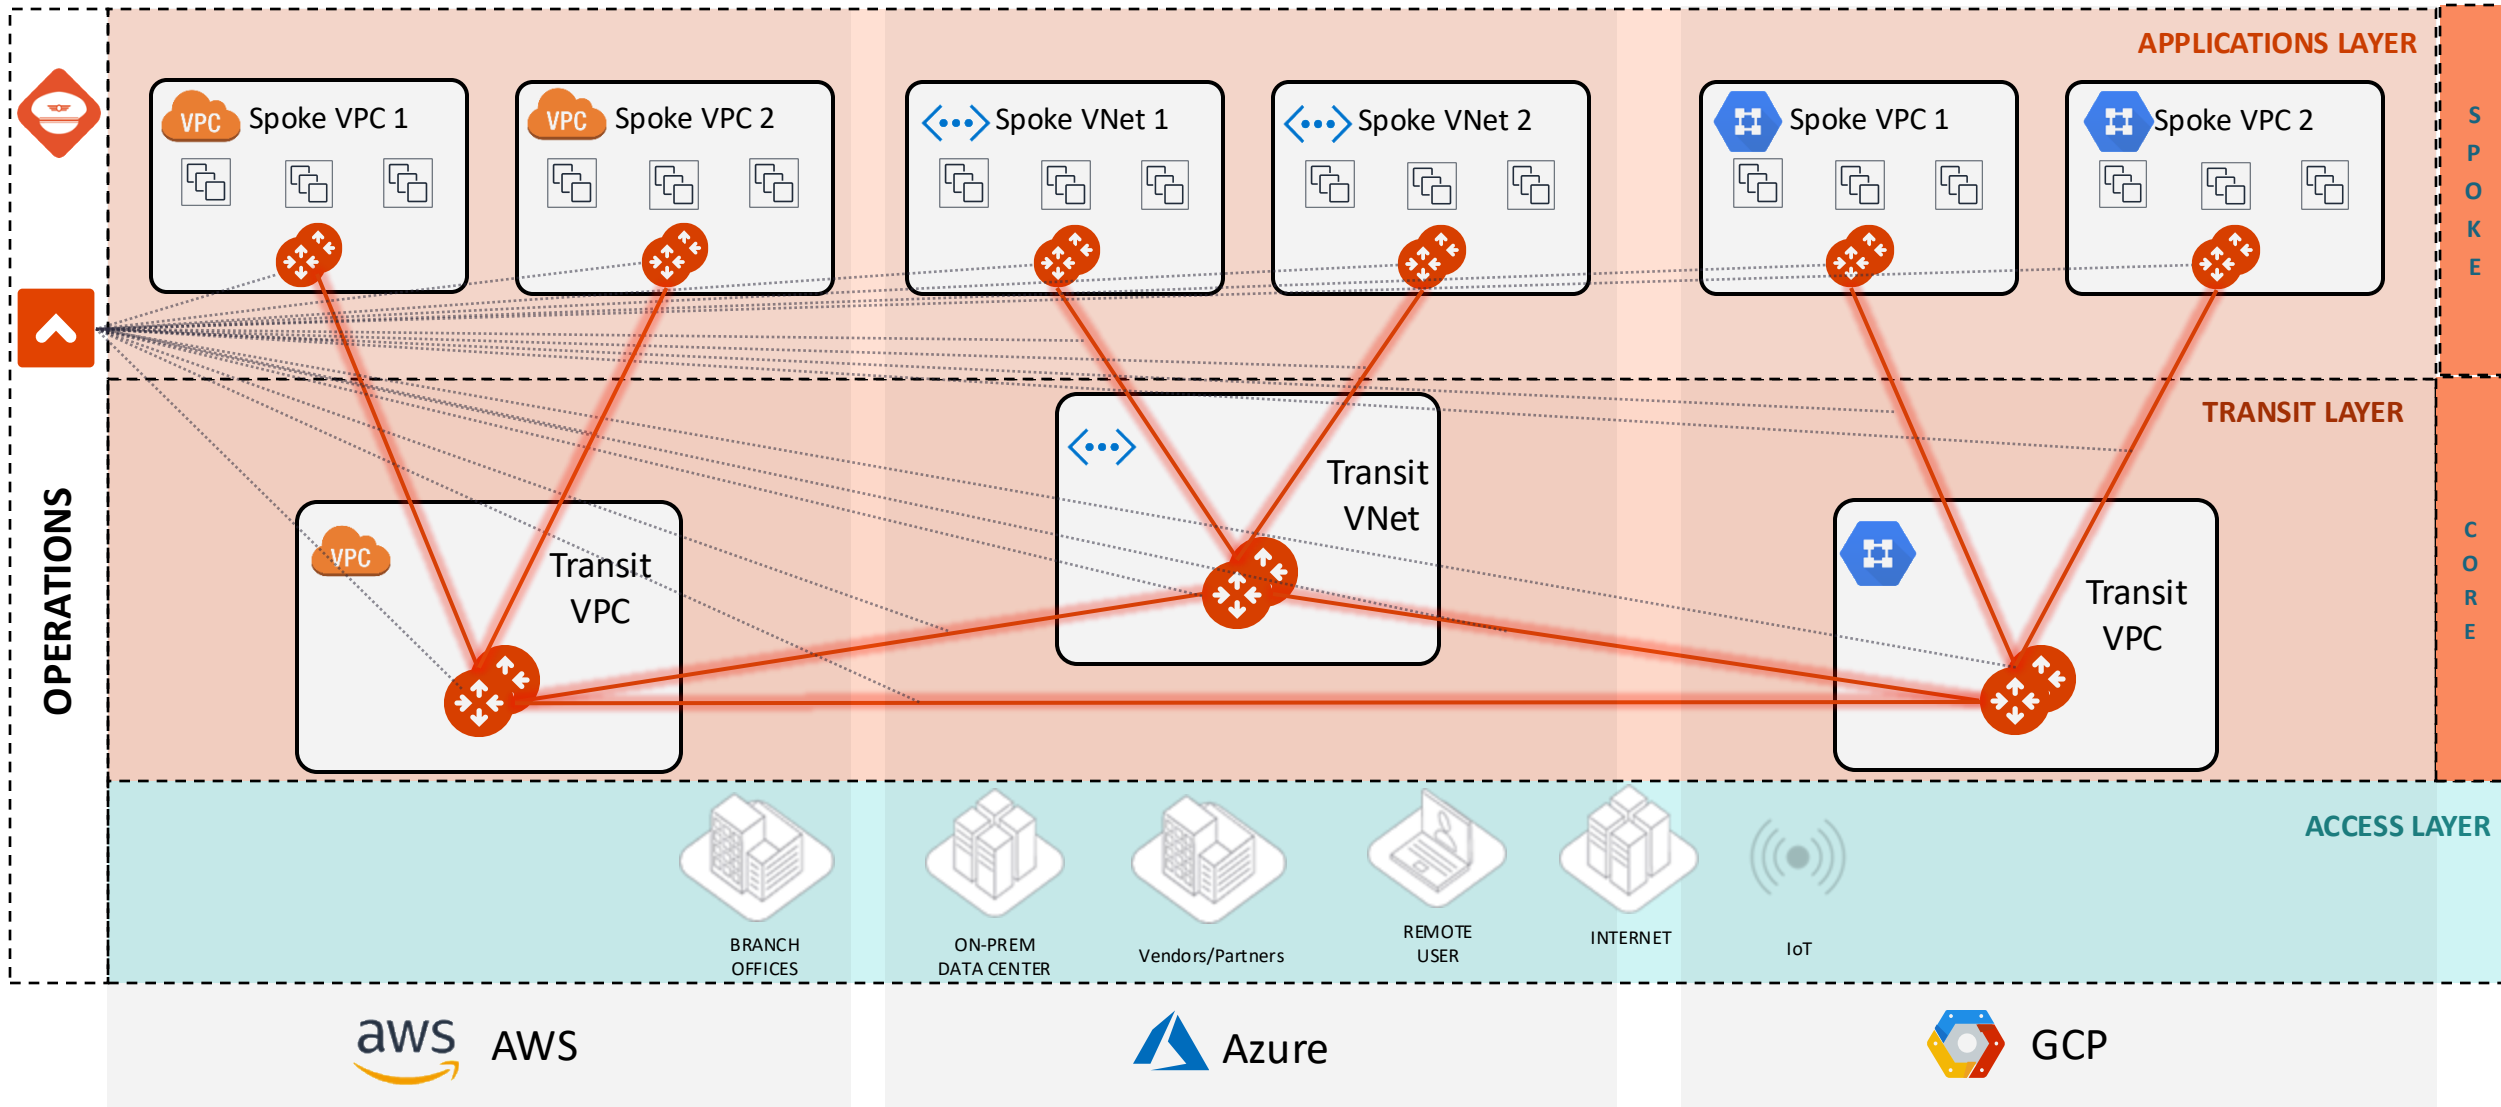 APPLICATIONS LAYER
VPC
Spoke VPC 1
VPC
Spoke VPC 2
Spoke VNet 1
Spoke VNet 2
Spoke VPC 1
Spoke VPC 2
S
P
O
K
E
TRANSIT LAYER
OPERATIONS
VPC
Transit
VPC
Transit
VNet
Transit
VPC
C
O
R
E
ACCESS LAYER
BRANCH
OFFICES
ON-PREM
DATA CENTER
Vendors/Partners
REMOTE
USER
INTERNET
IoT
aws
AWS
Azure
GCP